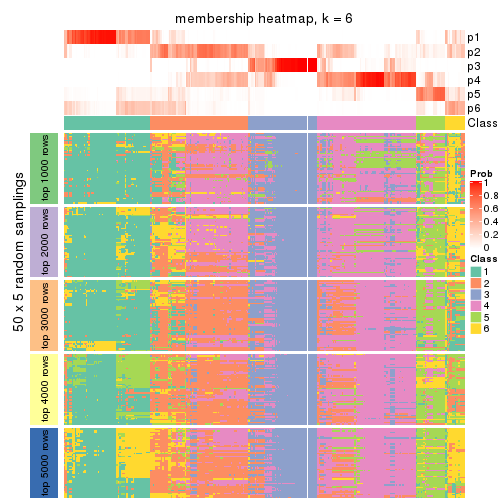 membership heatmap, k = 6
p1
p2
p3
p4
p5
p6
Class
50 x 5 random samplings
top 1000 rows
top 2000 rows
top 3000 rows
top 4000 rows
top 5000 rows
Prob
1
0.8
0.6
0.4
0.2
0
Class
1
2
3
4
5
6